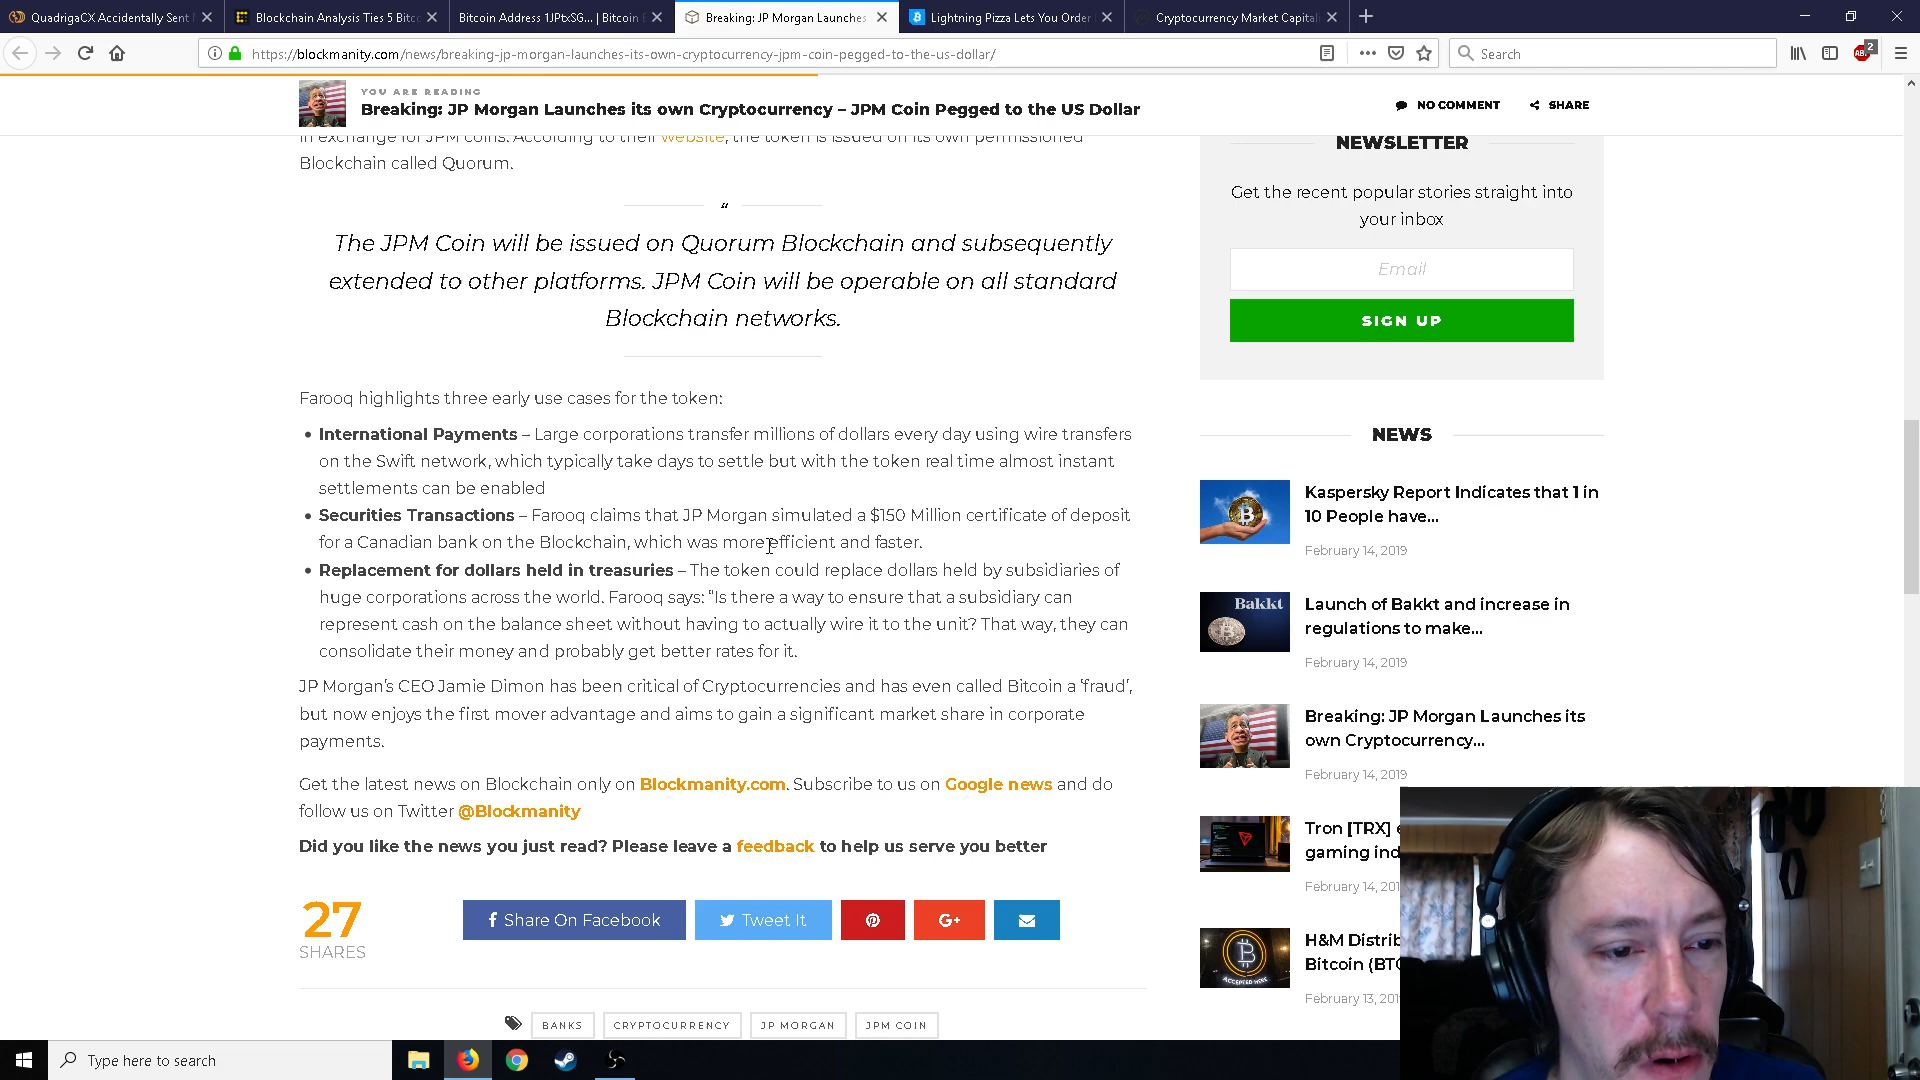 QuadrigaCX Accidentally Sent
Blockchain Analysis Ties 5 Bitco
Bitcoin Address 1JPtxSG... | Bitcoin
Breaking: JP Morgan Launches
Lightning Pizza Lets You Order
Cryptocurrency Market Capital
https://blockmanity.com/news/breaking-jp-morgan-launches-its-own-cryptocurrency-jpm-coin-pegged-to-the-us-dollar/
Search
2
YOU ARE READING
Breaking: JP Morgan Launches its own Cryptocurrency – JPM Coin Pegged to the US Dollar
NO COMMENT
SHARE
in exchange for JPM coins. According to their website, the token is issued on its own permissioned
Blockchain called Quorum.
“
The JPM Coin will be issued on Quorum Blockchain and subsequently
extended to other platforms. JPM Coin will be operable on all standard
Blockchain networks.
Farooq highlights three early use cases for the token:
• International Payments – Large corporations transfer millions of dollars every day using wire transfers
on the Swift network, which typically take days to settle but with the token real time almost instant
settlements can be enabled
• Securities Transactions – Farooq claims that JP Morgan simulated a $150 Million certificate of deposit
for a Canadian bank on the Blockchain, which was more efficient and faster.
• Replacement for dollars held in treasuries – The token could replace dollars held by subsidiaries of
huge corporations across the world. Farooq says: “Is there a way to ensure that a subsidiary can
represent cash on the balance sheet without having to actually wire it to the unit? That way, they can
consolidate their money and probably get better rates for it.
JP Morgan’s CEO Jamie Dimon has been critical of Cryptocurrencies and has even called Bitcoin a ‘fraud’,
but now enjoys the first mover advantage and aims to gain a significant market share in corporate
payments.
Get the latest news on Blockchain only on Blockmanity.com. Subscribe to us on Google news and do
follow us on Twitter @Blockmanity
Did you like the news you just read? Please leave a feedback to help us serve you better
27
SHARES
Share On Facebook
Tweet It
G+
BANKS
CRYPTOCURRENCY
JP MORGAN
JPM COIN
NEWSLETTER
Get the recent popular stories straight into
your inbox
Email
SIGN UP
NEWS
Kaspersky Report Indicates that 1 in
10 People have...
February 14, 2019
Bakkt
Launch of Bakkt and increase in
regulations to make...
February 14, 2019
Breaking: JP Morgan Launches its
own Cryptocurrency...
February 14, 2019
Tron [TRX] e
gaming ind
February 14, 201
ACCEPTED HERE
H&M Distrib
Bitcoin (BTC
February 13, 201
Type here to search